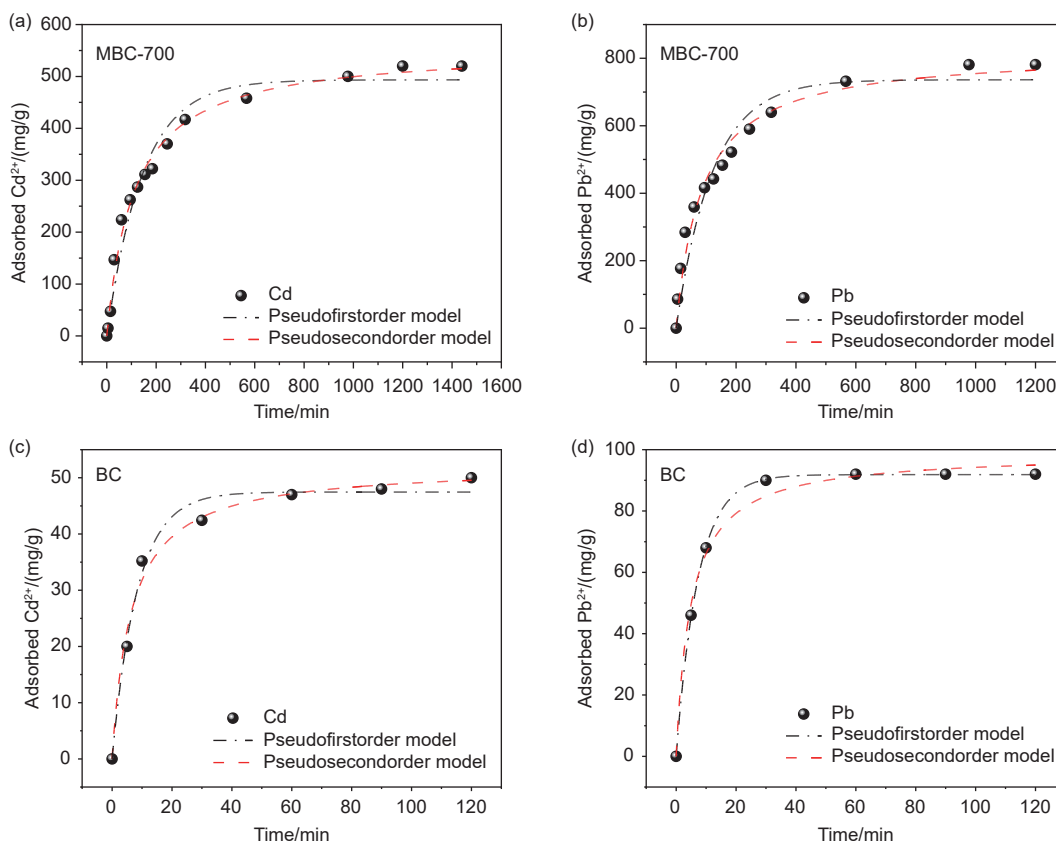 (a)
600
500
400
300
200
100
0
Adsorbed Cd²⁺/(mg/g)
MBC-700
Cd
Pseudofirstorder model
Pseudosecondorder model
0 200 400 600 800 1000 1200 1400 1600
Time/min
(b)
800
600
400
200
0
Adsorbed Pb²⁺/(mg/g)
MBC-700
Pb
Pseudofirstorder model
Pseudosecondorder model
0 200 400 600 800 1000 1200
Time/min
(c)
50
40
30
20
10
0
Adsorbed Cd²⁺/(mg/g)
BC
Cd
Pseudofirstorder model
Pseudosecondorder model
0 20 40 60 80 100 120
Time/min
(d)
100
80
60
40
20
0
Adsorbed Pb²⁺/(mg/g)
BC
Pb
Pseudofirstorder model
Pseudosecondorder model
0 20 40 60 80 100 120
Time/min